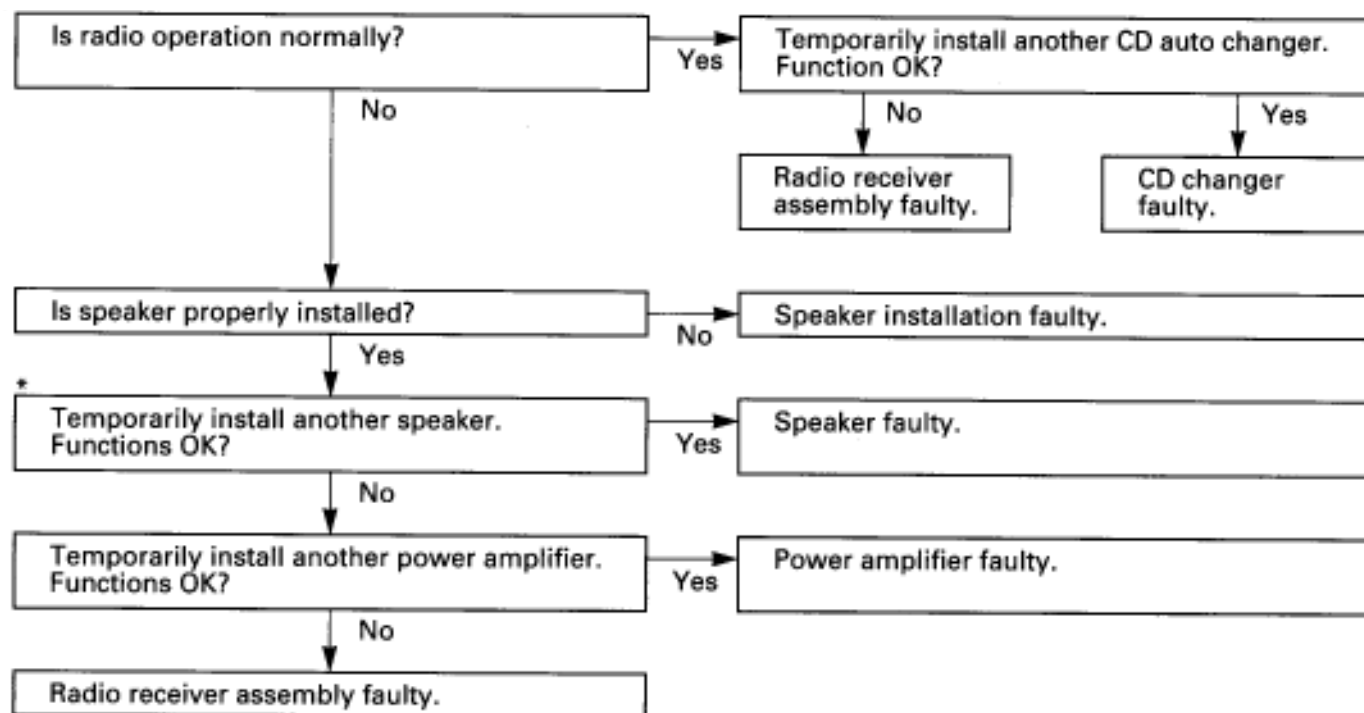 Is radio operation normally?
Yes
Temporarily install another CD auto changer.
Function OK?
No
No
Yes
Radio receiver
assembly faulty.
CD changer
faulty.
Is speaker properly installed?
No
Speaker installation faulty.
Yes
*
Temporarily install another speaker.
Functions OK?
Yes
Speaker faulty.
No
Temporarily install another power amplifier.
Functions OK?
Yes
Power amplifier faulty.
No
Radio receiver assembly faulty.